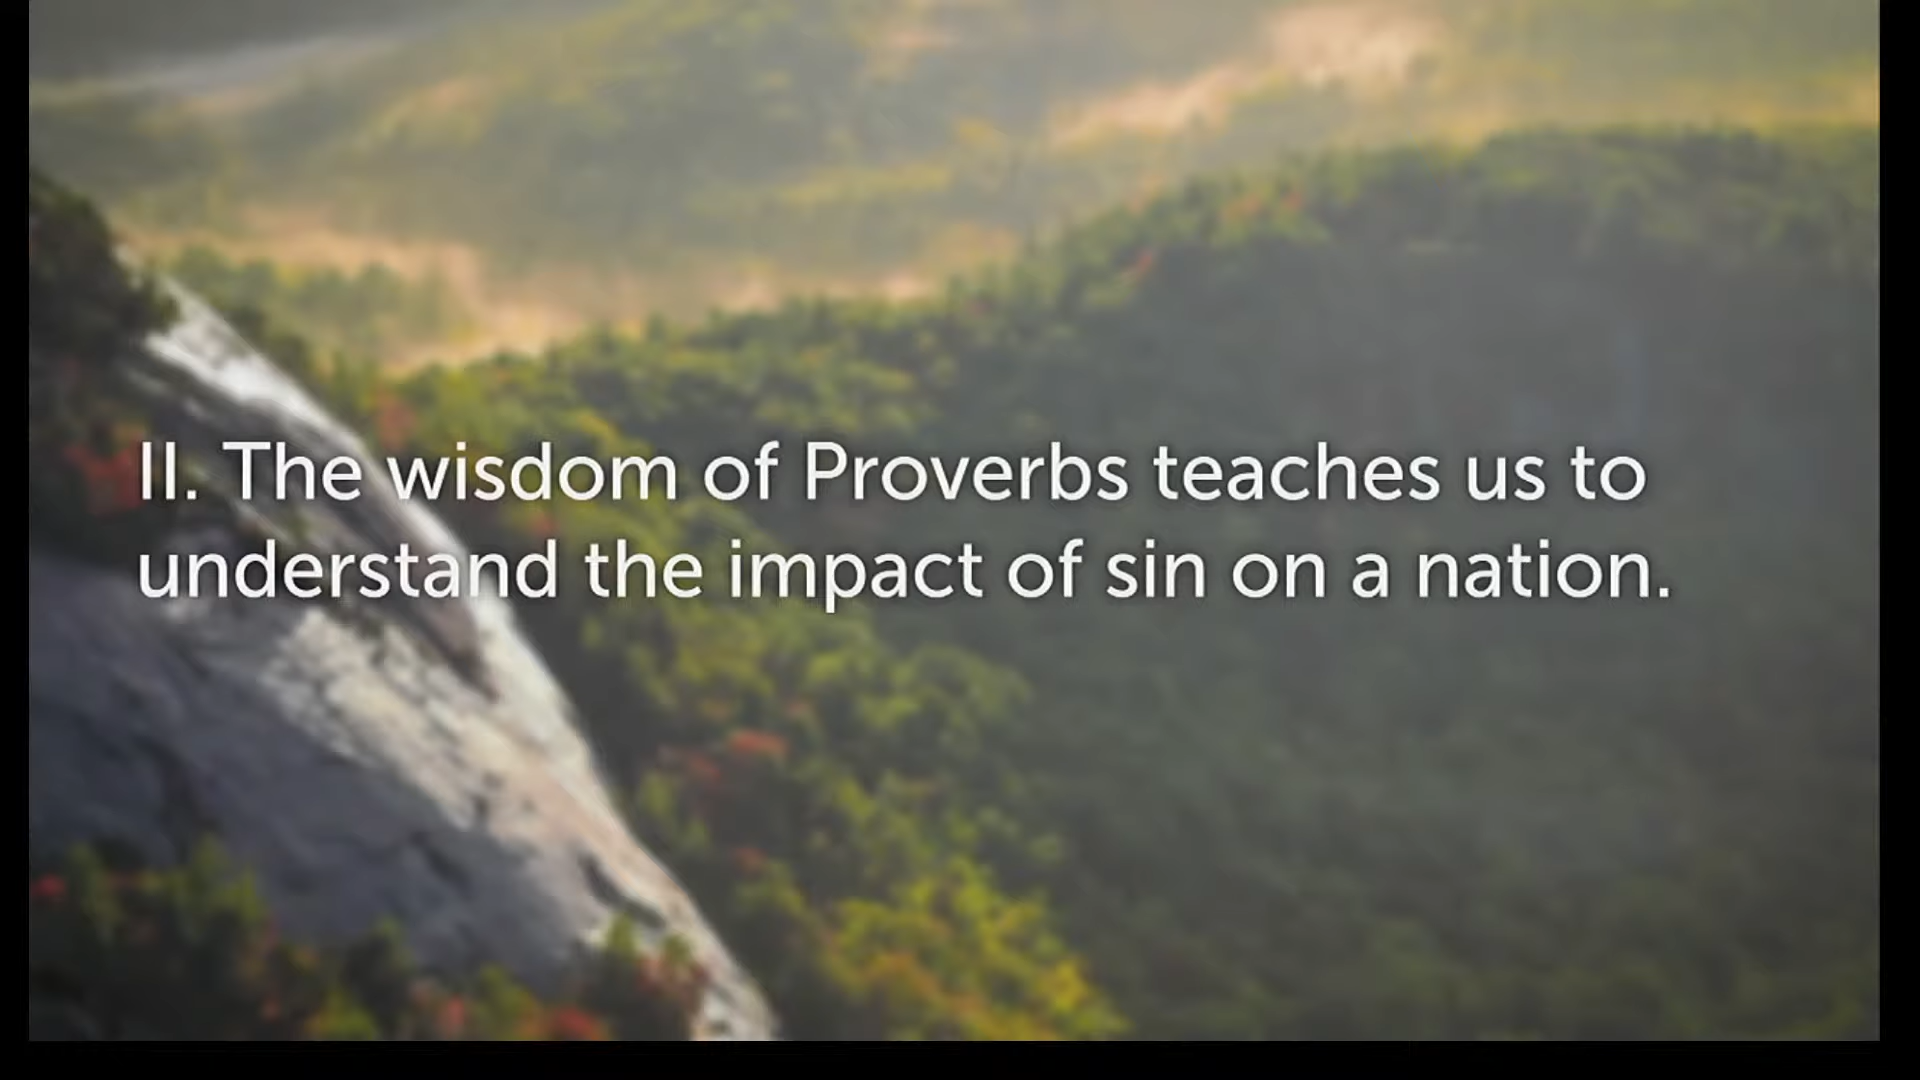 II. The wisdom of Proverbs teaches us to
understand the impact of sin on a nation.